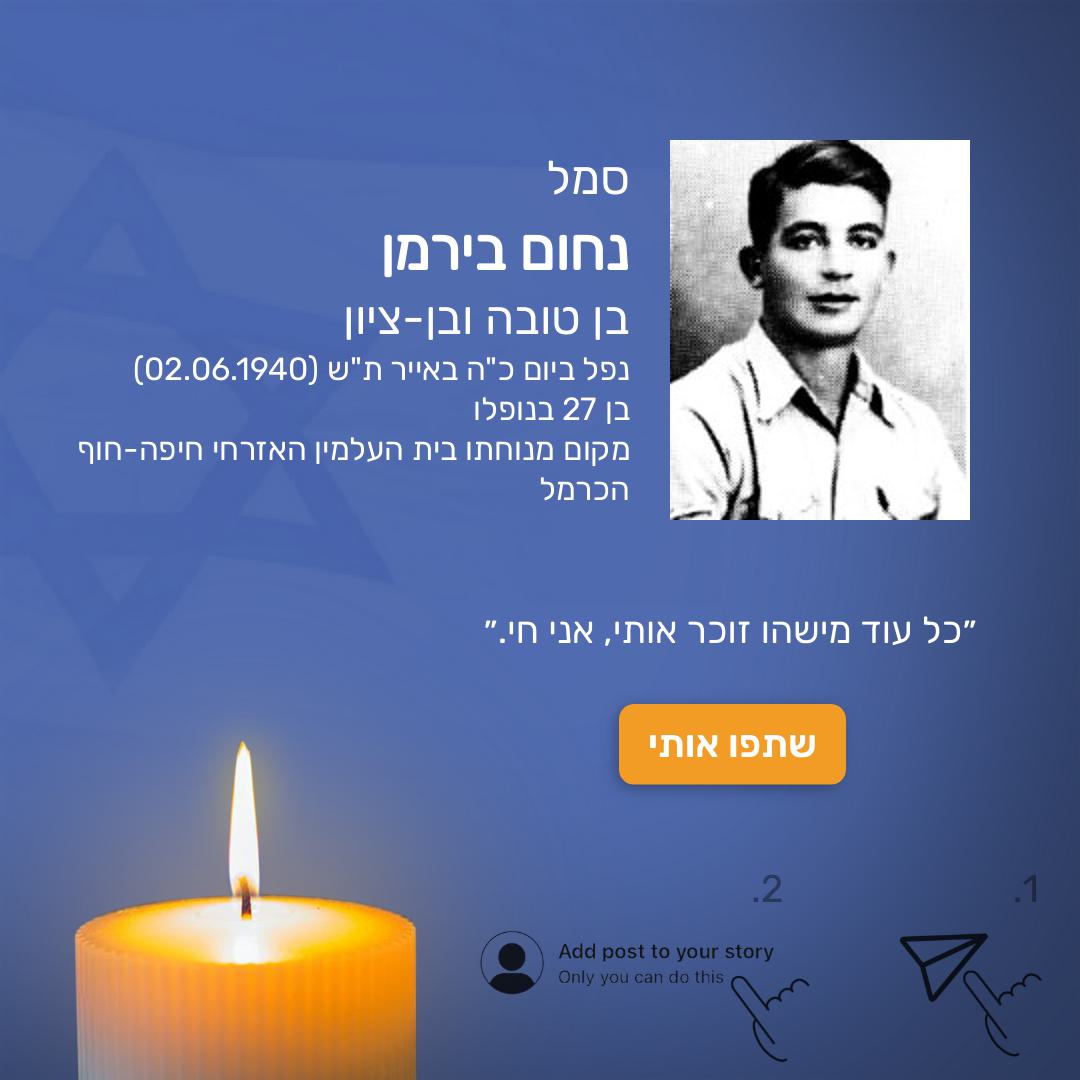 סמל
נחום בירמן
בן טובה ובן-ציון
נפל ביום כ"ה באייר ת"ש (02.06.1940)
בן 27 בנופלו
מקום מנוחתו בית העלמין האזרחי חיפה-חוף
הכרמל
״כל עוד מישהו זוכר אותי, אני חי.״
שתפו אותי
.1
.2
Add post to your story
Only you can do this